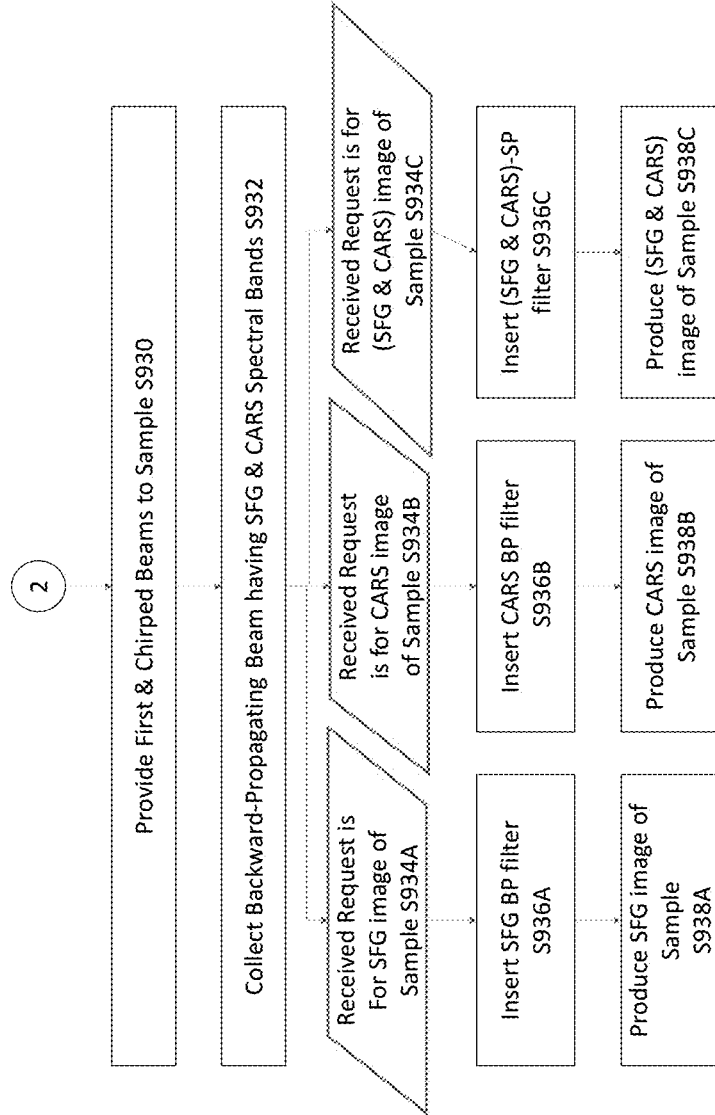 2
Provide First & Chirped Beams to Sample S930
Collect Backward-Propagating Beam having SFG & CARS Spectral Bands S932
Received Request is
For SFG image of
Sample S934A
Received Request
is for CARS image
of Sample S934B
Received Request is for
(SFG & CARS) image of
Sample S934C
Insert SFG BP filter
S936A
Insert CARS BP filter
S936B
Insert (SFG & CARS)-SP
filter S936C
Produce SFG image of
Sample
S938A
Produce CARS image of
Sample S938B
Produce (SFG & CARS)
image of Sample S938C